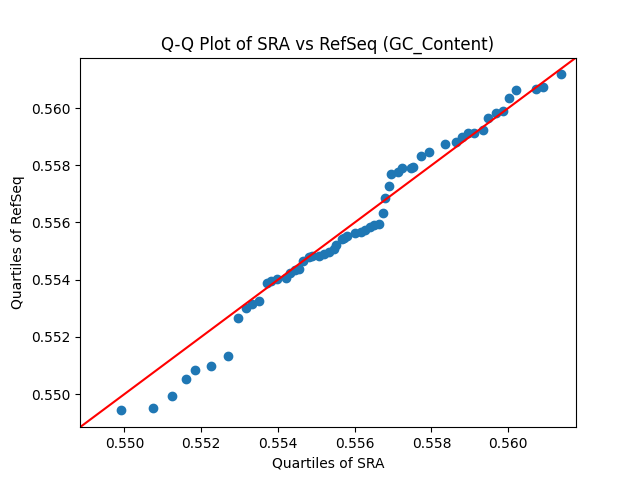 Q-Q Plot of SRA vs RefSeq (GC_Content)
Quartiles of RefSeq
0.560
0.558
0.556
0.554
0.552
0.550
0.550 0.552 0.554 0.556 0.558 0.560
Quartiles of SRA